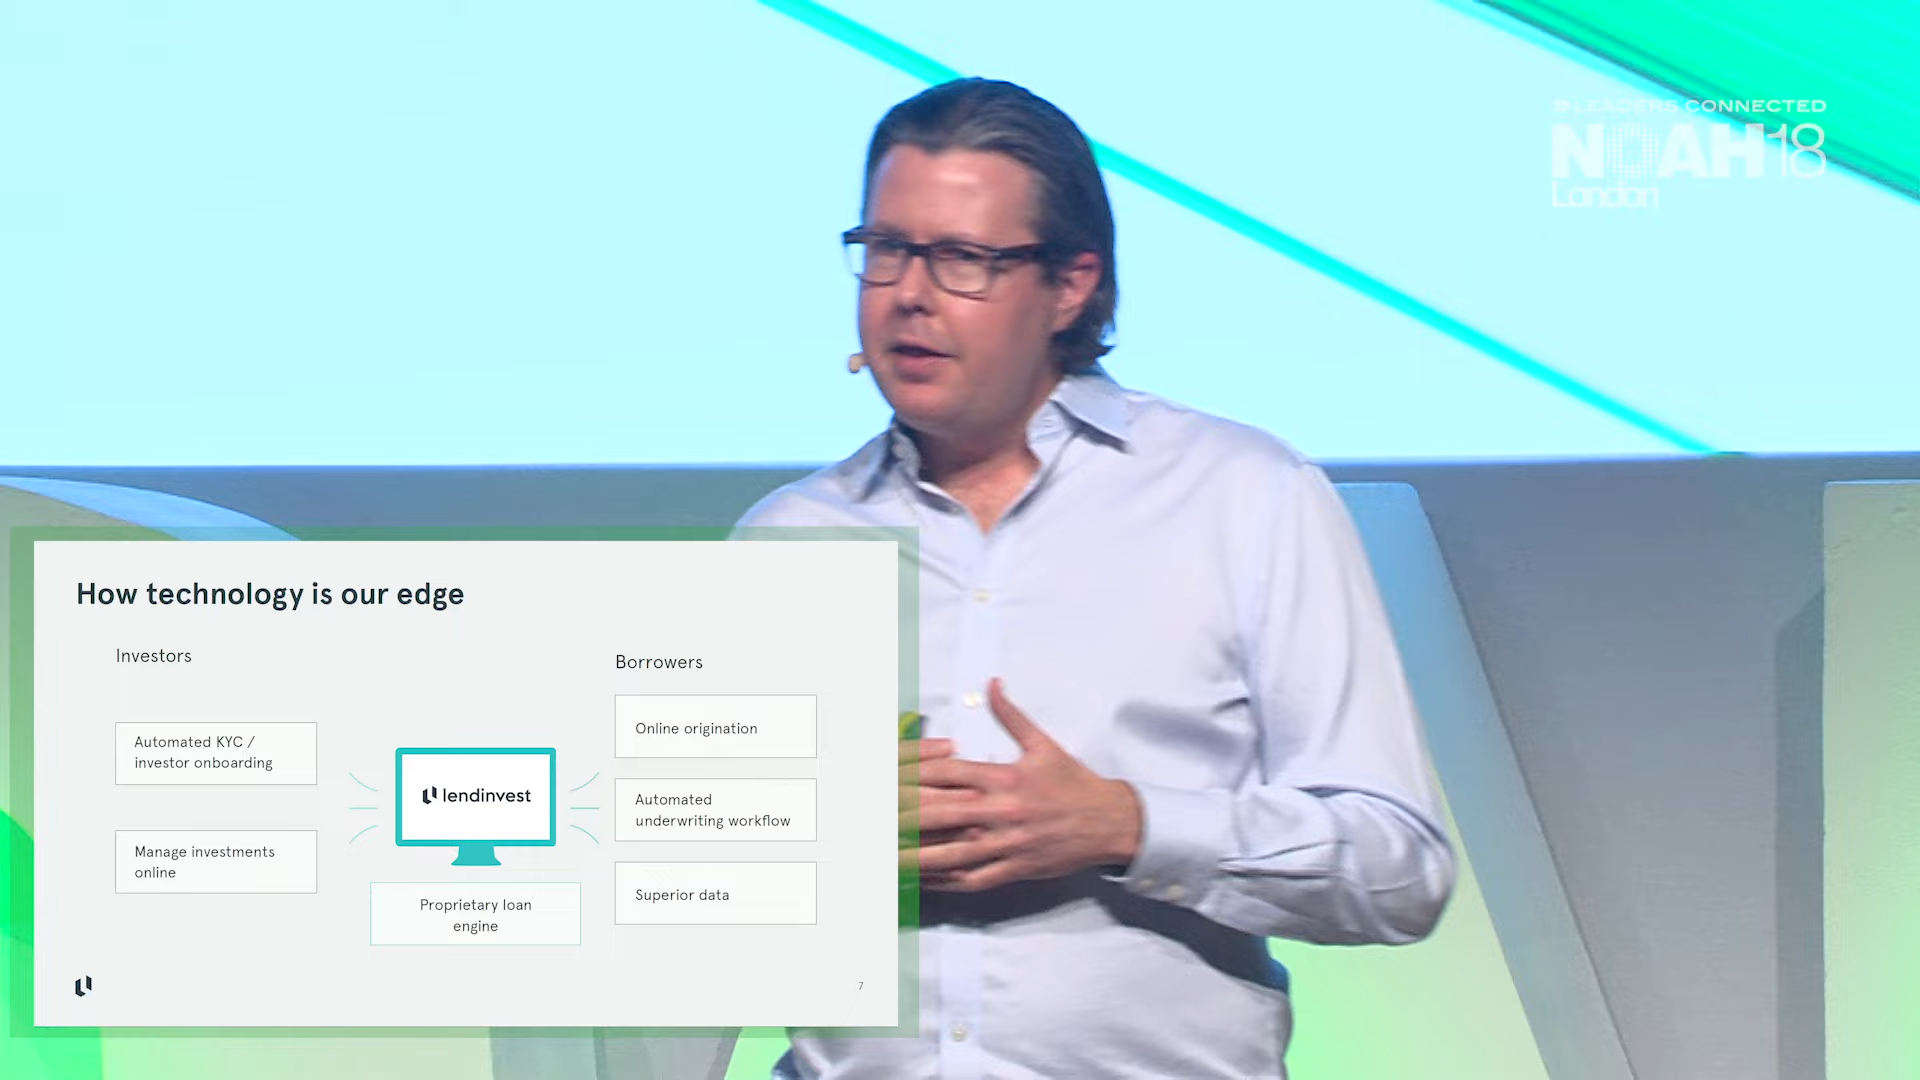 LEADERS CONNECTED
NOAH18
London
How technology is our edge
Investors
Borrowers
Automated KYC /
investor onboarding
Manage investments
online
lendinvest
Proprietary loan
engine
Online origination
Automated
underwriting workflow
Superior data
7